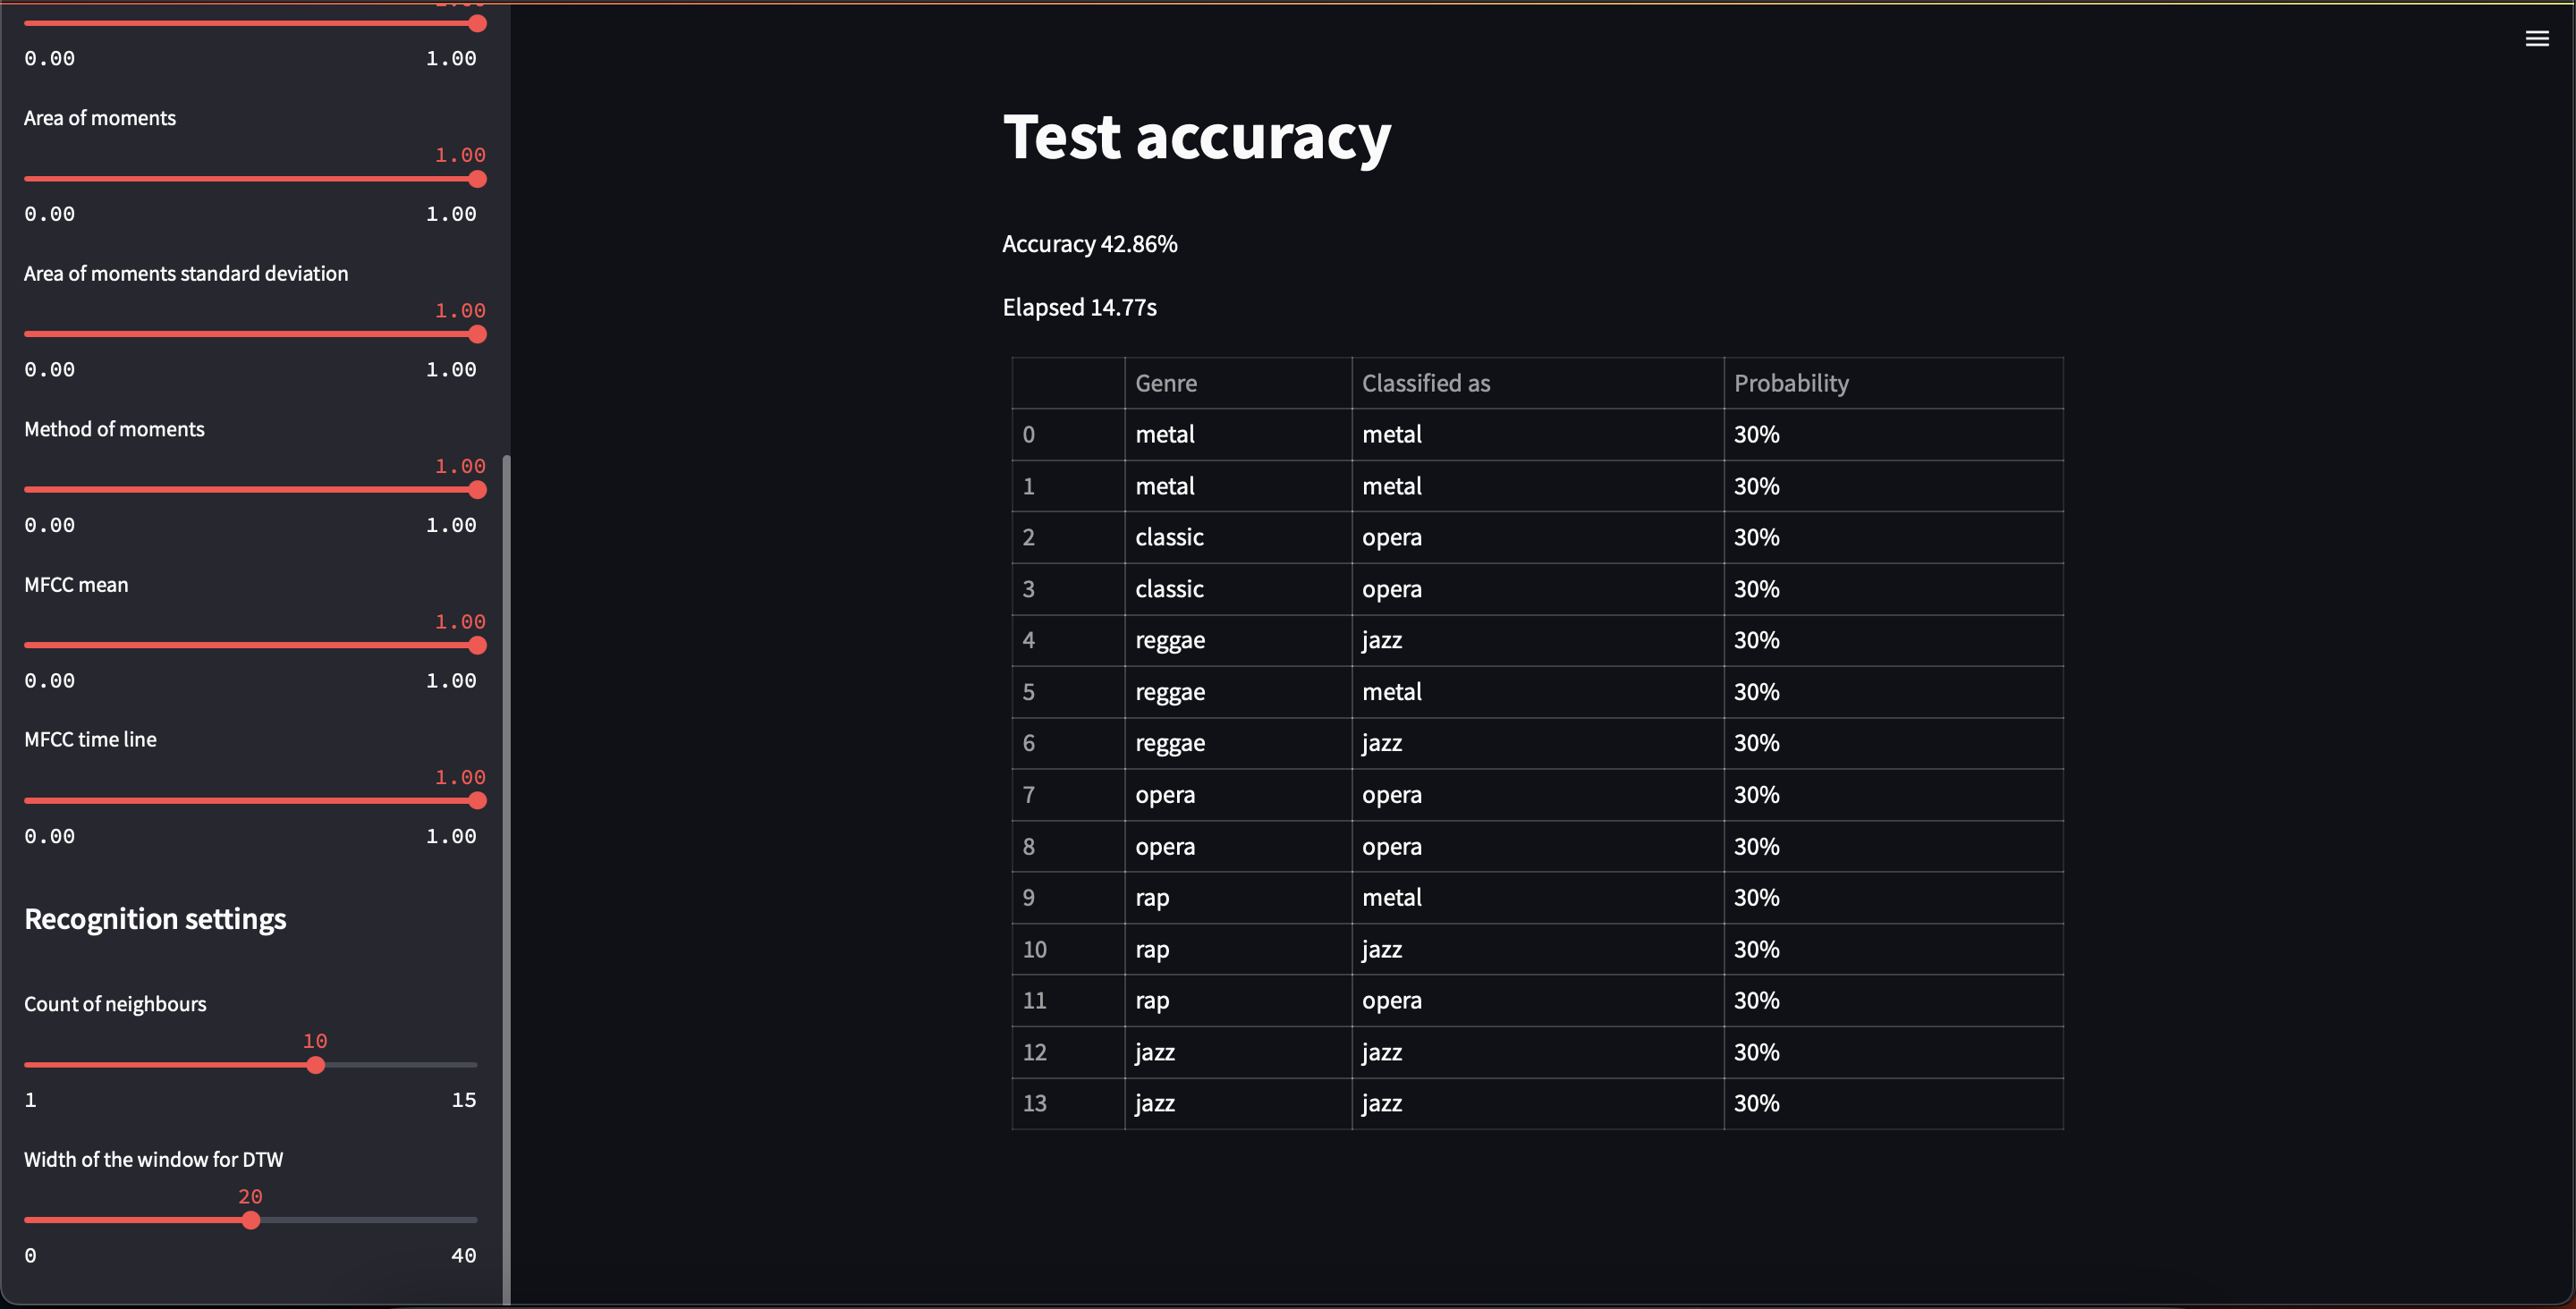 0.00 1.00
Area of moments
1.00
0.00 1.00
Area of moments standard deviation
1.00
0.00 1.00
Method of moments
1.00
0.00 1.00
MFCC mean
1.00
0.00 1.00
MFCC time line
1.00
0.00 1.00
Recognition settings
Count of neighbours
10
1 15
Width of the window for DTW
20
0 40
Test accuracy
Accuracy 42.86%
Elapsed 14.77s
Genre Classified as Probability
0 metal metal 30%
1 metal metal 30%
2 classic opera 30%
3 classic opera 30%
4 reggae jazz 30%
5 reggae metal 30%
6 reggae jazz 30%
7 opera opera 30%
8 opera opera 30%
9 rap metal 30%
10 rap jazz 30%
11 rap opera 30%
12 jazz jazz 30%
13 jazz jazz 30%